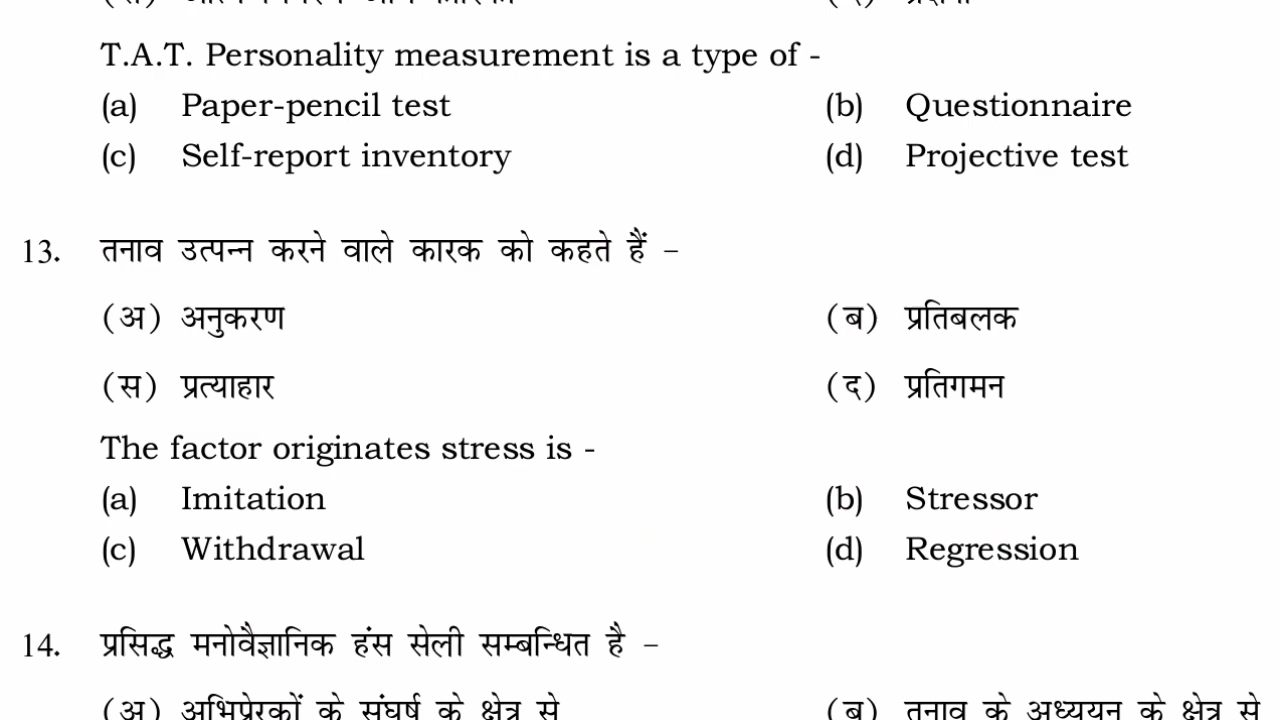 T.A.T. Personality measurement is a type of -
(a) Paper-pencil test (b) Questionnaire
(c) Self-report inventory (d) Projective test
13. तनाव उत्पन्न करने वाले कारक को कहते हैं –
(अ) अनुकरण (ब) प्रतिबलक
(स) प्रत्याहार (द) प्रतिगमन
The factor originates stress is -
(a) Imitation (b) Stressor
(c) Withdrawal (d) Regression
14. प्रसिद्ध मनोवैज्ञानिक हंस सेली सम्बन्धित है –
(अ) अभिप्रेरकों के संघर्ष के क्षेत्र से (ब) तनाव के अध्ययन के क्षेत्र से